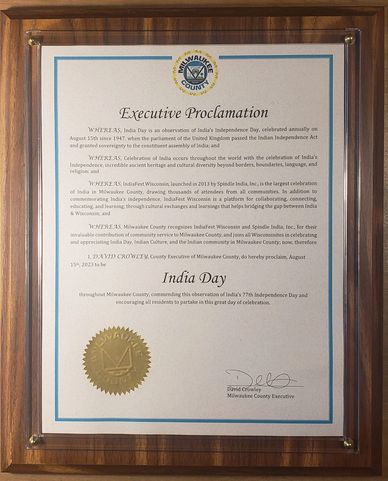 MILWAUKEE
COUNTY
Executive Proclamation
WHEREAS, India Day is an observation of India's Independence Day, celebrated annually on
August 15th since 1947, when the parliament of the United Kingdom passed the Indian Independence Act
and granted sovereignty to the constituent assembly of India; and
WHEREAS, Celebration of India occurs throughout the world with the celebration of India's
Independence, incredible ancient heritage and cultural diversity beyond borders, boundaries, language, and
religion; and
WHEREAS, IndiaFest Wisconsin, launched in 2013 by Spindle India, Inc., is the largest celebration
of India in Milwaukee County, drawing thousands of attendees from all communities. In addition to
commemorating India's independence, IndiaFest Wisconsin is a platform for collaborating, connecting,
educating, and learning, through cultural exchanges and learnings that helps bridging the gap between India
& Wisconsin; and
WHEREAS, Milwaukee County recognizes IndiaFest Wisconsin and Spindle India, Inc., for their
invaluable contribution of community service to Milwaukee County, and joins all Wisconsinites in celebrating
and appreciating India Day, Indian Culture, and the Indian community in Milwaukee County; now, therefore
I, DAVID CROWLEY, County Executive of Milwaukee County, do hereby proclaim, August
15th, 2023 to be
India Day
throughout Milwaukee County, commending this observation of India's 77th Independence Day and
encouraging all residents to partake in this great day of celebration.
MILWAUKEE
COUNTY
David Crowley
Milwaukee County Executive